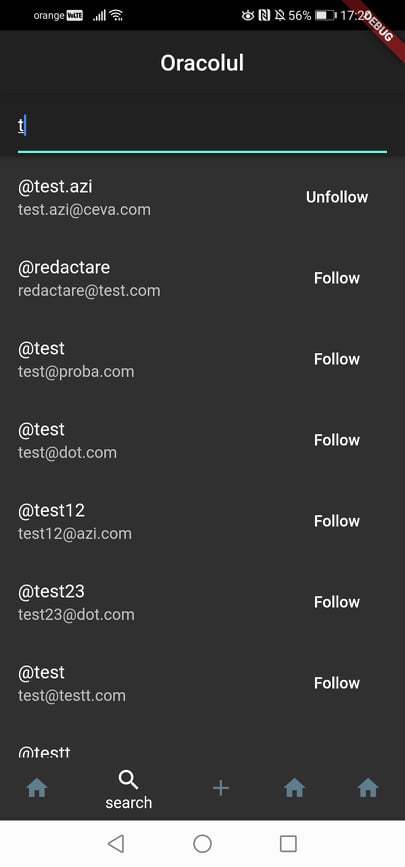 orange VoLTE 56% 17:2
DEBUG
Oracolul
t
@test.azi
test.azi@ceva.com
Unfollow
@redactare
redactare@test.com
Follow
@test
test@proba.com
Follow
@test
test@dot.com
Follow
@test12
test12@azi.com
Follow
@test23
test23@dot.com
Follow
@test
test@testt.com
Follow
@testt
search